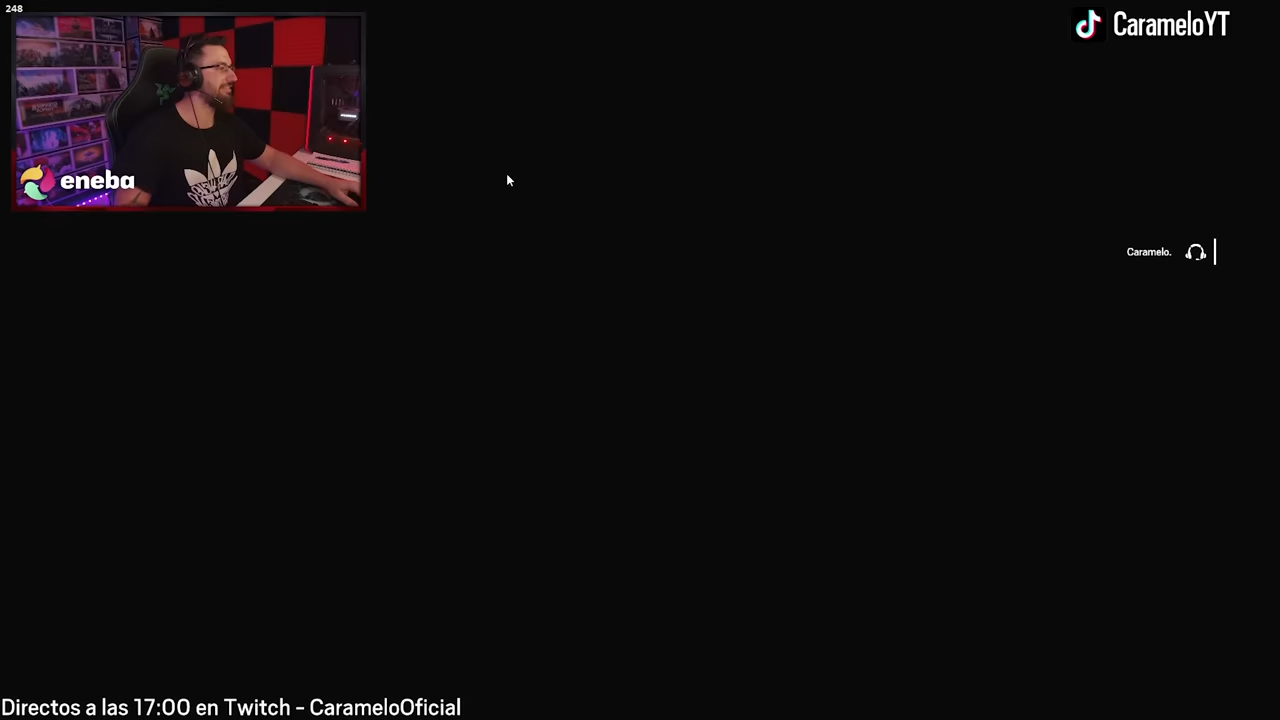 248
CarameloYT
eneba
Caramelo.
Directos a las 17:00 en Twitch - CarameloOficial